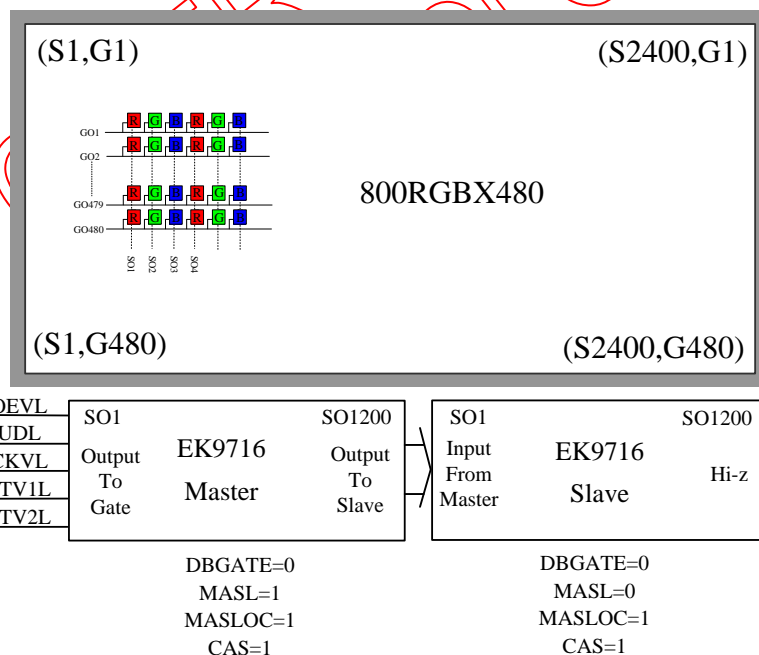 (S1,G1) (S2400,G1)
R G B R G B
GO1
R G B R G B
GO2
800RGBX480
R G B R G B
GO479
R G B R G B
GO480
SO1 SO2 SO3 SO4
(S1,G480) (S2400,G480)
OEVL
UDL
CKVL
TV1L
TV2L
SO1 SO1200
Output To Gate
EK9716 Master
Output To Slave
SO1 SO1200
Input From Master
EK9716 Slave
Hi-z
DBGATE=0
MASL=1
MASLOC=1
CAS=1
DBGATE=0
MASL=0
MASLOC=1
CAS=1